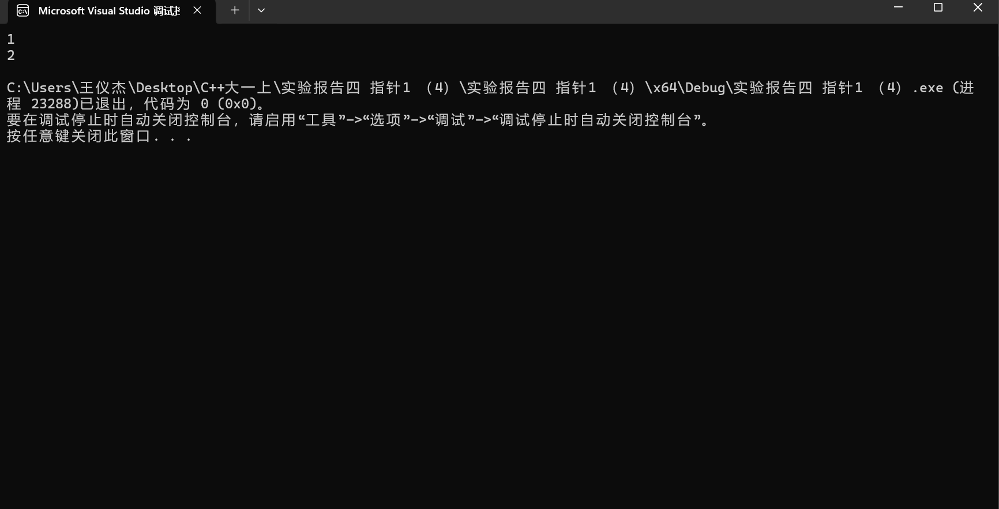 Microsoft Visual Studio 调试
1
2
C:\Users\王仪杰\Desktop\C++大一上\实验报告四 指针1 （4）\实验报告四 指针1 （4）\x64\Debug\实验报告四 指针1 （4）.exe (进
程 23288)已退出，代码为 0 (0x0)。
要在调试停止时自动关闭控制台，请启用“工具”->“选项”->“调试”->“调试停止时自动关闭控制台”。
按任意键关闭此窗口. . .